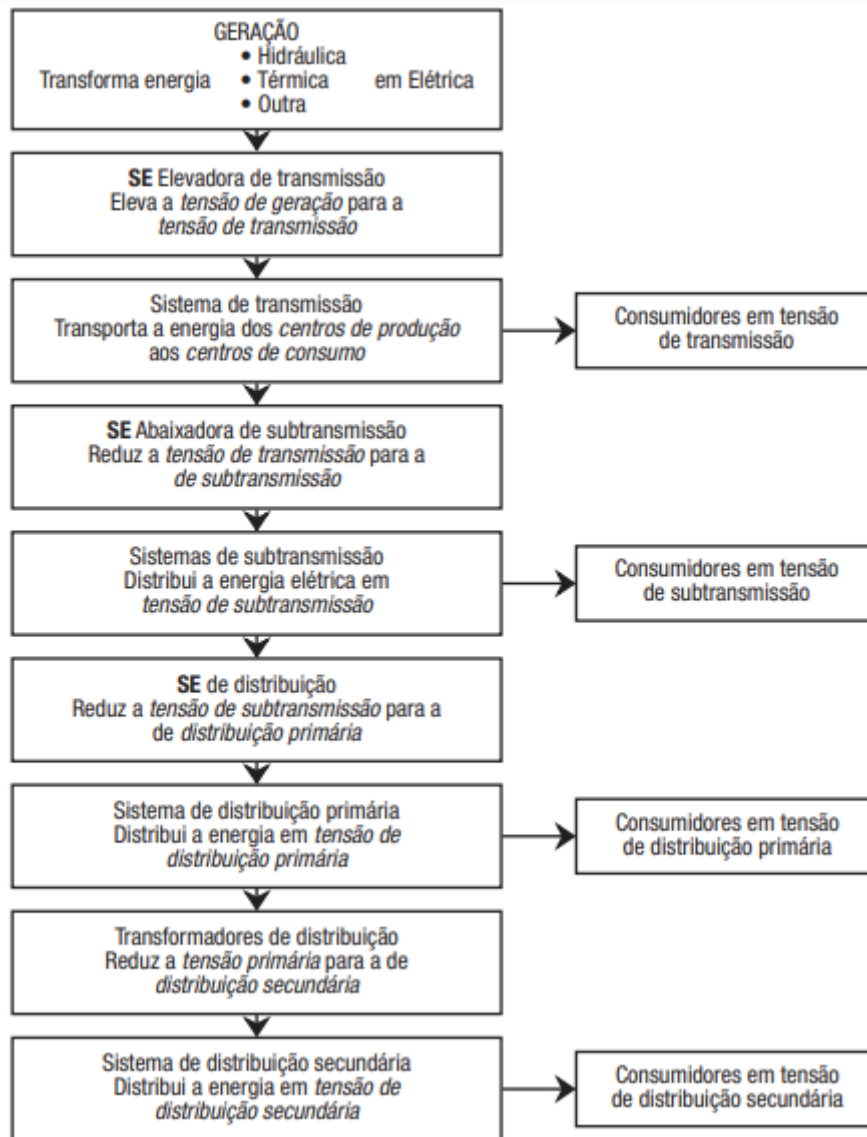 GERAÇÃO
• Hidráulica
Transforma energia • Térmica em Elétrica
• Outra
SE Elevadora de transmissão
Eleva a tensão de geração para a
tensão de transmissão
Sistema de transmissão
Transporta a energia dos centros de produção
aos centros de consumo
Consumidores em tensão
de transmissão
SE Abaixadora de subtransmissão
Reduz a tensão de transmissão para a
de subtransmissão
Sistemas de subtransmissão
Distribui a energia elétrica em
tensão de subtransmissão
Consumidores em tensão
de subtransmissão
SE de distribuição
Reduz a tensão de subtransmissão para a
de distribuição primária
Sistema de distribuição primária
Distribui a energia em tensão de
distribuição primária
Consumidores em tensão
de distribuição primária
Transformadores de distribuição
Reduz a tensão primária para a de
distribuição secundária
Sistema de distribuição secundária
Distribui a energia em tensão de
distribuição secundária
Consumidores em tensão
de distribuição secundária